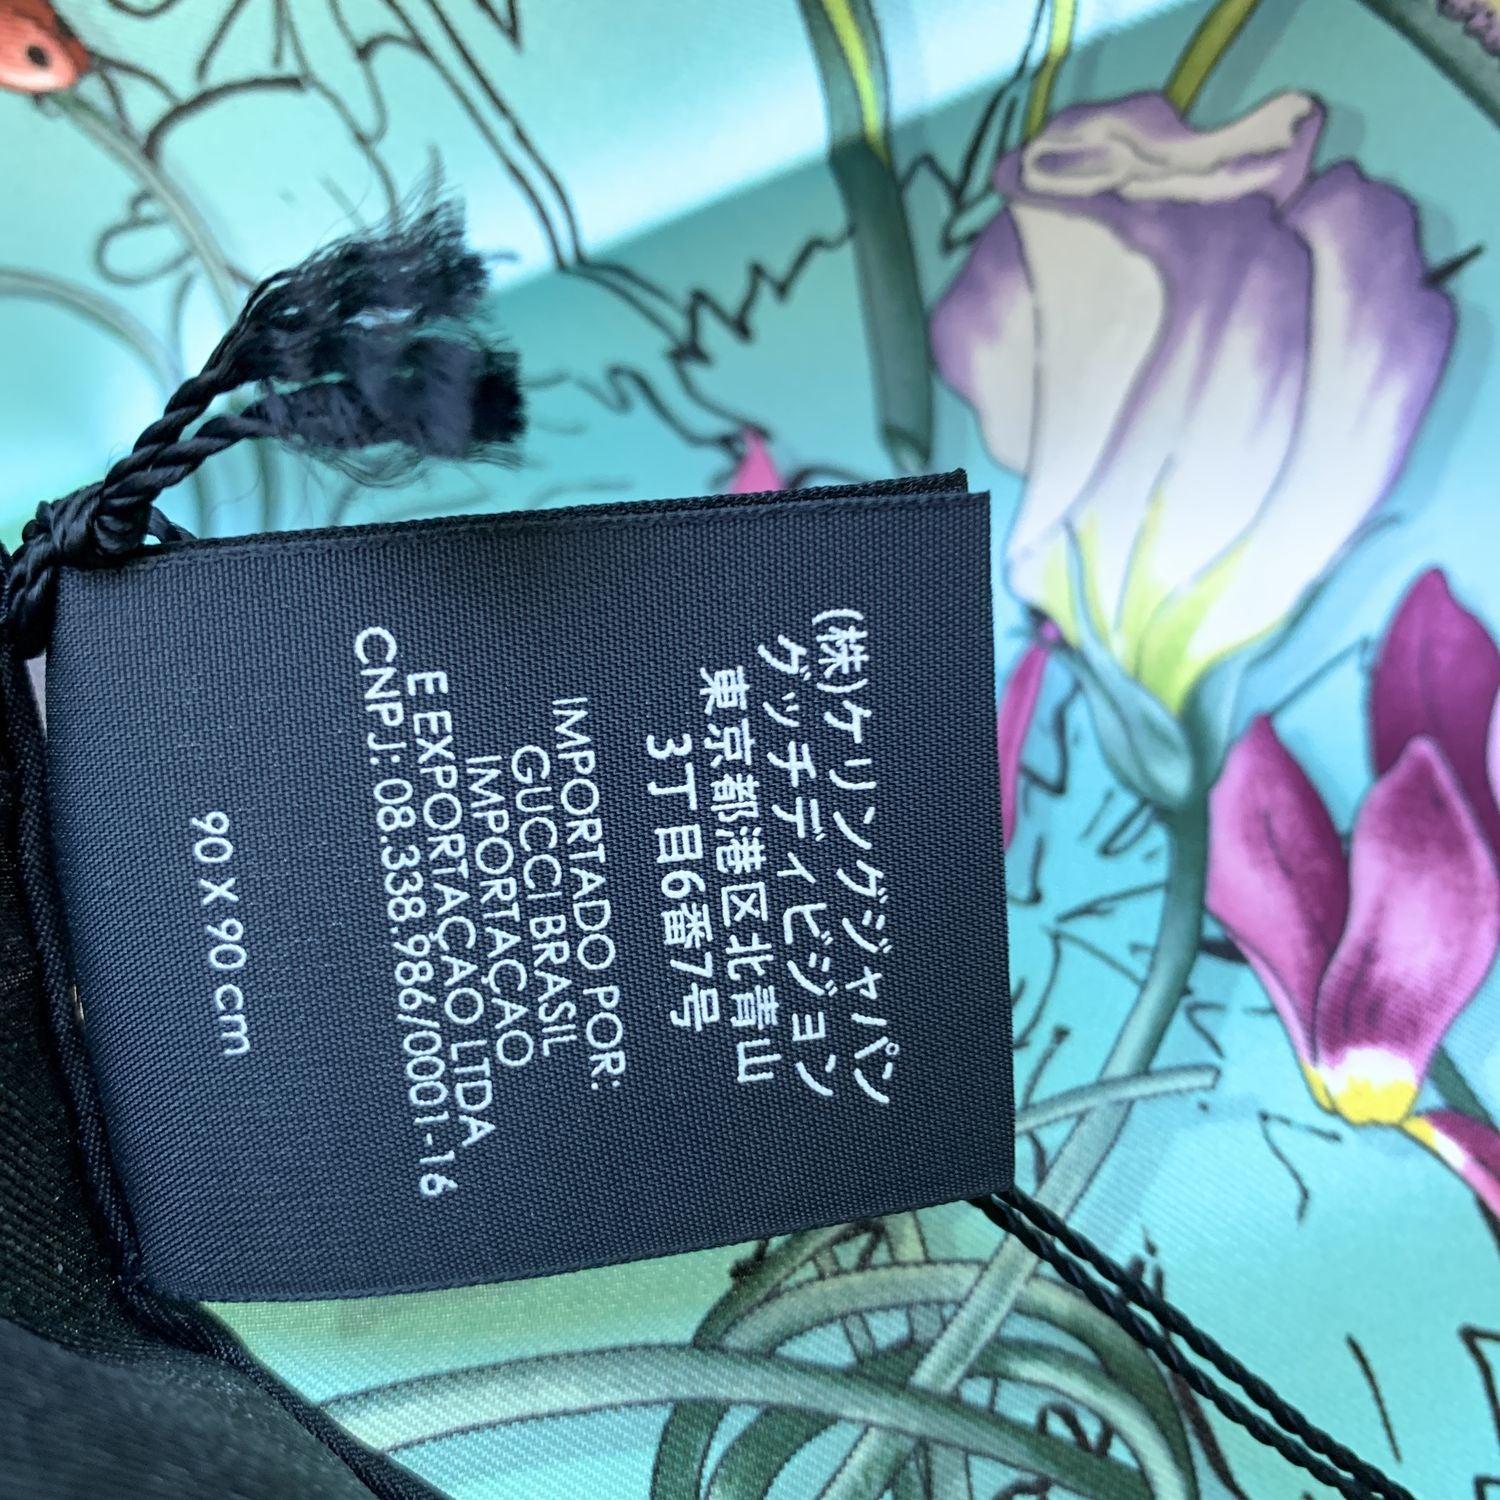 (株)ケリングジャパン
グッチディビジョン
東京都港区北青山
3丁目6番7号
IMPORTADO POR:
GUCCI BRASIL
IMPORTAÇAO
E EXPORTAÇAO LTDA
CNPJ: 08.338.986/0001-16
90 X 90 cm